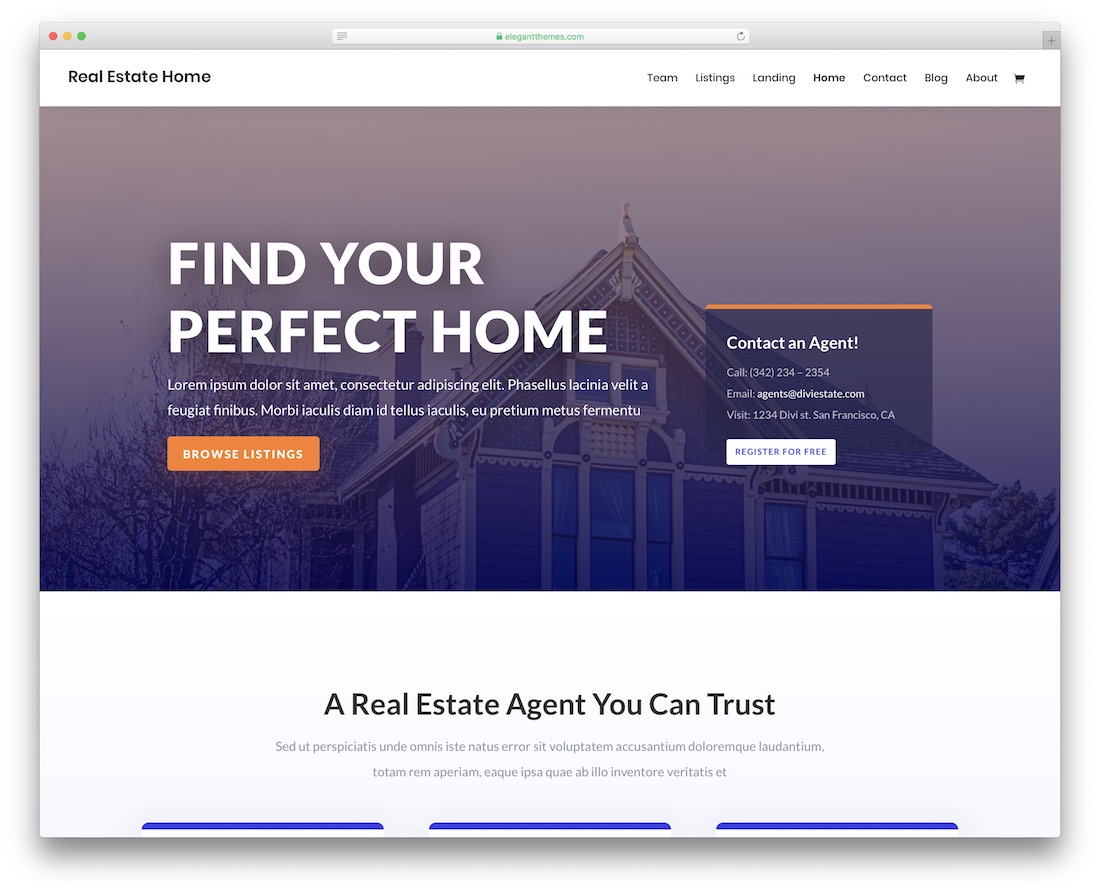 elegantthemes.com
Real Estate Home
Team Listings Landing Home Contact Blog About
FIND YOUR
PERFECT HOME
Lorem ipsum dolor sit amet, consectetur adipiscing elit. Phasellus lacinia velit a
feugiat finibus. Morbi iaculis diam id tellus iaculis, eu pretium metus fermentu
BROWSE LISTINGS
Contact an Agent!
Call: (342) 234 – 2354
Email: agents@diviestate.com
Visit: 1234 Divi st. San Francisco, CA
REGISTER FOR FREE
A Real Estate Agent You Can Trust
Sed ut perspiciatis unde omnis iste natus error sit voluptatem accusantium doloremque laudantium,
totam rem aperiam, eaque ipsa quae ab illo inventore veritatis et